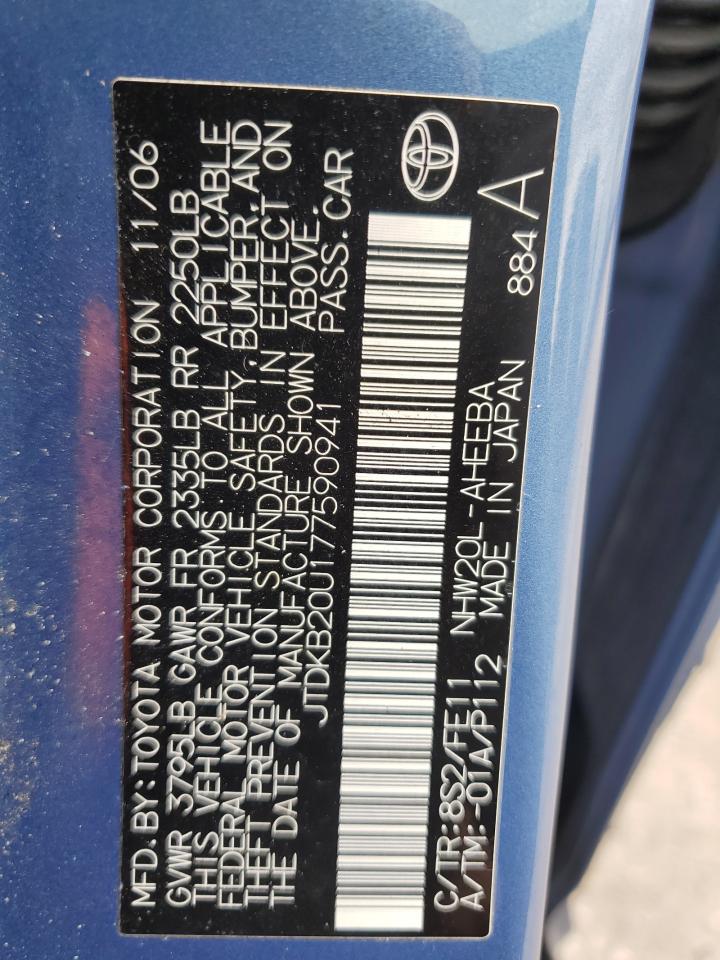 MFD. BY: TOYOTA MOTOR CORPORATION 11/06
GVWR 3795LB GAWR FR 2335LB RR 2250LB
THIS VEHICLE CONFORMS TO ALL APPLICABLE
FEDERAL MOTOR VEHICLE SAFETY, BUMPER, AND
THEFT PREVENTION STANDARDS IN EFFECT ON
THE DATE OF MANUFACTURE SHOWN ABOVE.
JTDKB20U177590941 PASS.CAR
C/TR:8S2/FE11 NHW20L-AHEEBA
A/TM:-01A/P112 MADE IN JAPAN 884 A